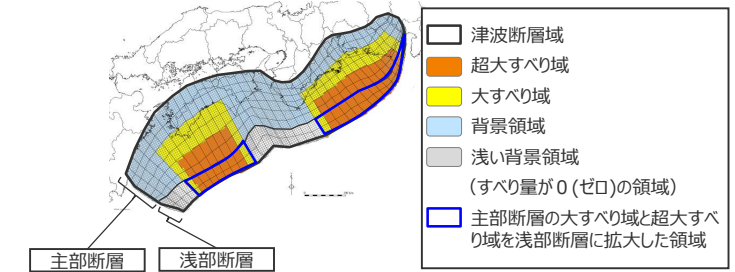 津波断層域
超大すべり域
大すべり域
背景領域
浅い背景領域
（すべり量が０(ゼロ)の領域）
主部断層の大すべり域と超大すべ
り域を浅部断層に拡大した領域
主部断層
浅部断層